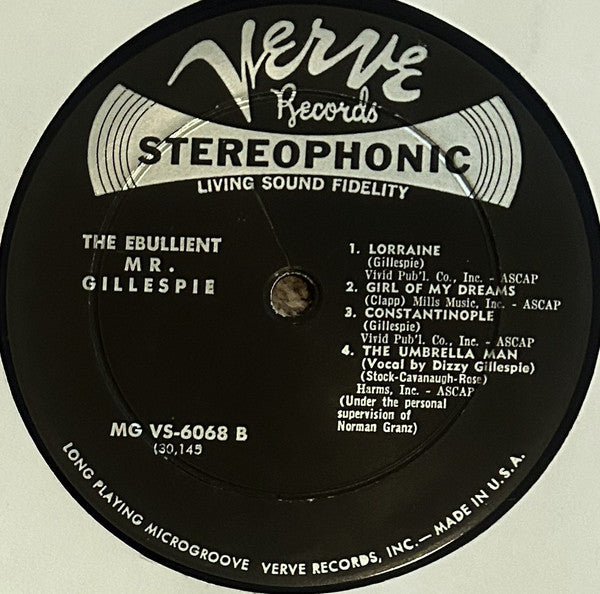 Verve
Records
STEREOPHONIC
LIVING SOUND FIDELITY
THE EBULLIENT
MR.
GILLESPIE
MG VS-6068 B
(30,145
1. LORRAINE
(Gillespie)
Vivid Pub'l. Co., Inc. - ASCAP
2. GIRL OF MY DREAMS
(Clapp) Mills Music, Inc. - ASCAP
3. CONSTANTINOPLE
(Gillespie)
Vivid Pub'l. Co., Inc. - ASCAP
4. THE UMBRELLA MAN
(Vocal by Dizzy Gillespie)
(Stock-Cavanaugh-Rose)
Harms, Inc. - ASCAP
(Under the personal
supervision of
Norman Granz)
LONG PLAYING MICROGROOVE VERVE RECORDS, INC.—MADE IN U.S.A.